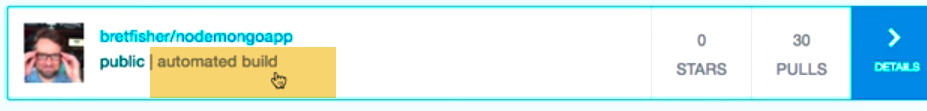 bretfisher/nodemongoapp
public | automated build
0
STARS
30
PULLS
DETAILS